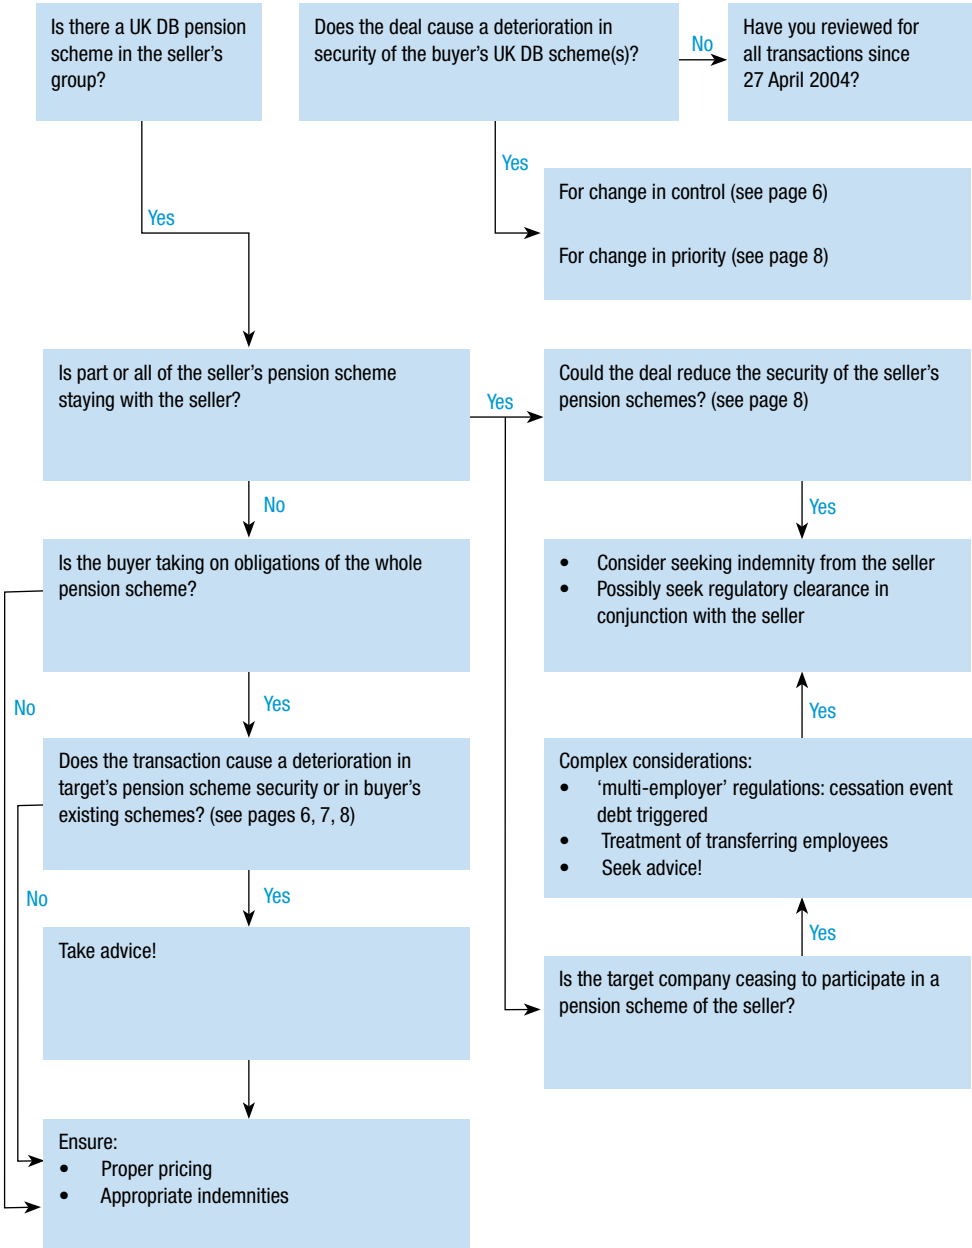 Is there a UK DB pension
scheme in the seller's
group?
Does the deal cause a deterioration in
security of the buyer's UK DB scheme(s)?
No
Have you reviewed for
all transactions since
27 April 2004?
Yes
For change in control (see page 6)
For change in priority (see page 8)
Yes
Is part or all of the seller's pension scheme
staying with the seller?
Yes
Could the deal reduce the security of the seller's
pension schemes? (see page 8)
No
Yes
Is the buyer taking on obligations of the whole
pension scheme?
• Consider seeking indemnity from the seller
• Possibly seek regulatory clearance in
conjunction with the seller
No
Yes
Yes
Does the transaction cause a deterioration in
target's pension scheme security or in buyer's
existing schemes? (see pages 6, 7, 8)
Complex considerations:
• 'multi-employer' regulations: cessation event
debt triggered
• Treatment of transferring employees
• Seek advice!
No
Yes
Yes
Take advice!
Is the target company ceasing to participate in a
pension scheme of the seller?
Ensure:
• Proper pricing
• Appropriate indemnities